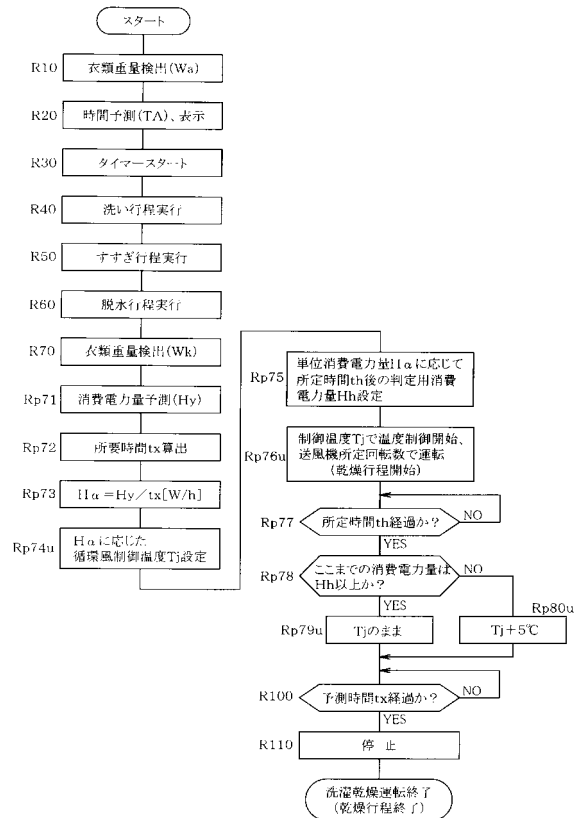 スタート
R10
衣類重量検出(Wa)
R20
時間予測(TA)、表示
R30
タイマースタート
R40
洗い行程実行
R50
すすぎ行程実行
R60
脱水行程実行
R70
衣類重量検出(Wk)
Rp71
消費電力量予測(Hy)
Rp72
所要時間tx算出
Rp73
Hα=Hy/tx[W/h]
Rp74u
Hαに応じた
循環風制御温度Tj設定
Rp75
単位消費電力量Hαに応じて
所定時間th後の判定用消費
電力量Hh設定
Rp76u
制御温度Tjで温度制御開始、
送風機所定回転数で運転
(乾燥行程開始)
Rp77
所定時間th経過か?
NO
YES
Rp78
ここまでの消費電力量は
Hh以上か?
NO
YES
Rp79u
Tjのまま
Rp80u
Tj+5℃
R100
予測時間tx経過か?
NO
YES
R110
停 止
洗濯乾燥運転終了
(乾燥行程終了)